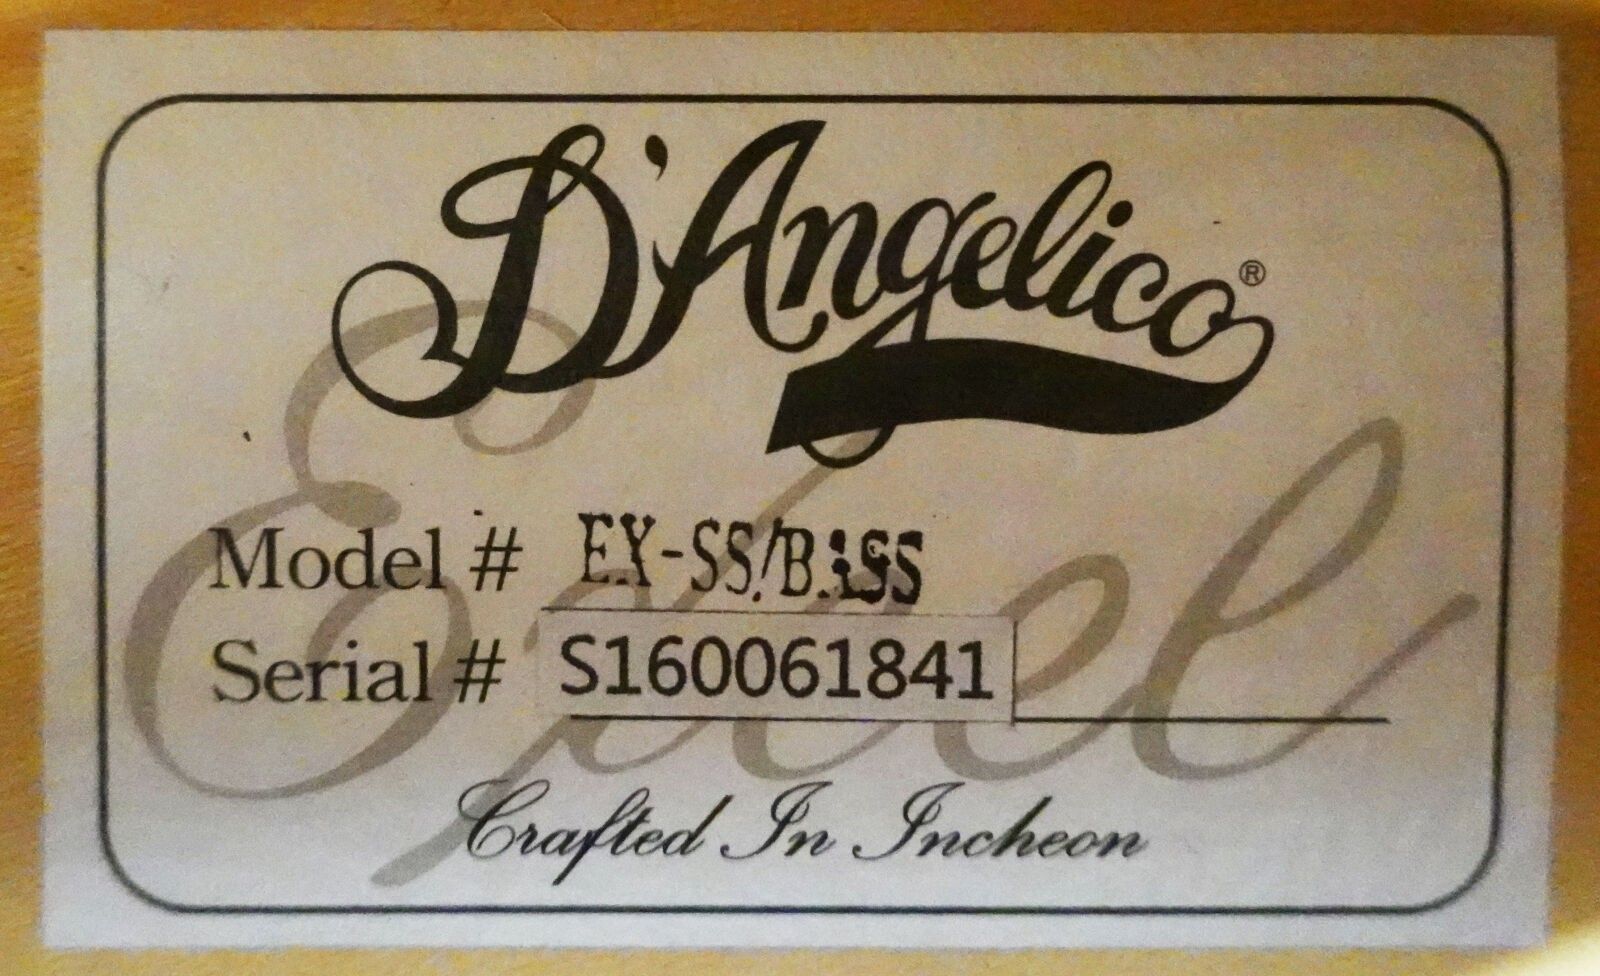 D'Angelico®
Excel
Model # EX-SS/BASS
Serial # S160061841
Crafted In Incheon